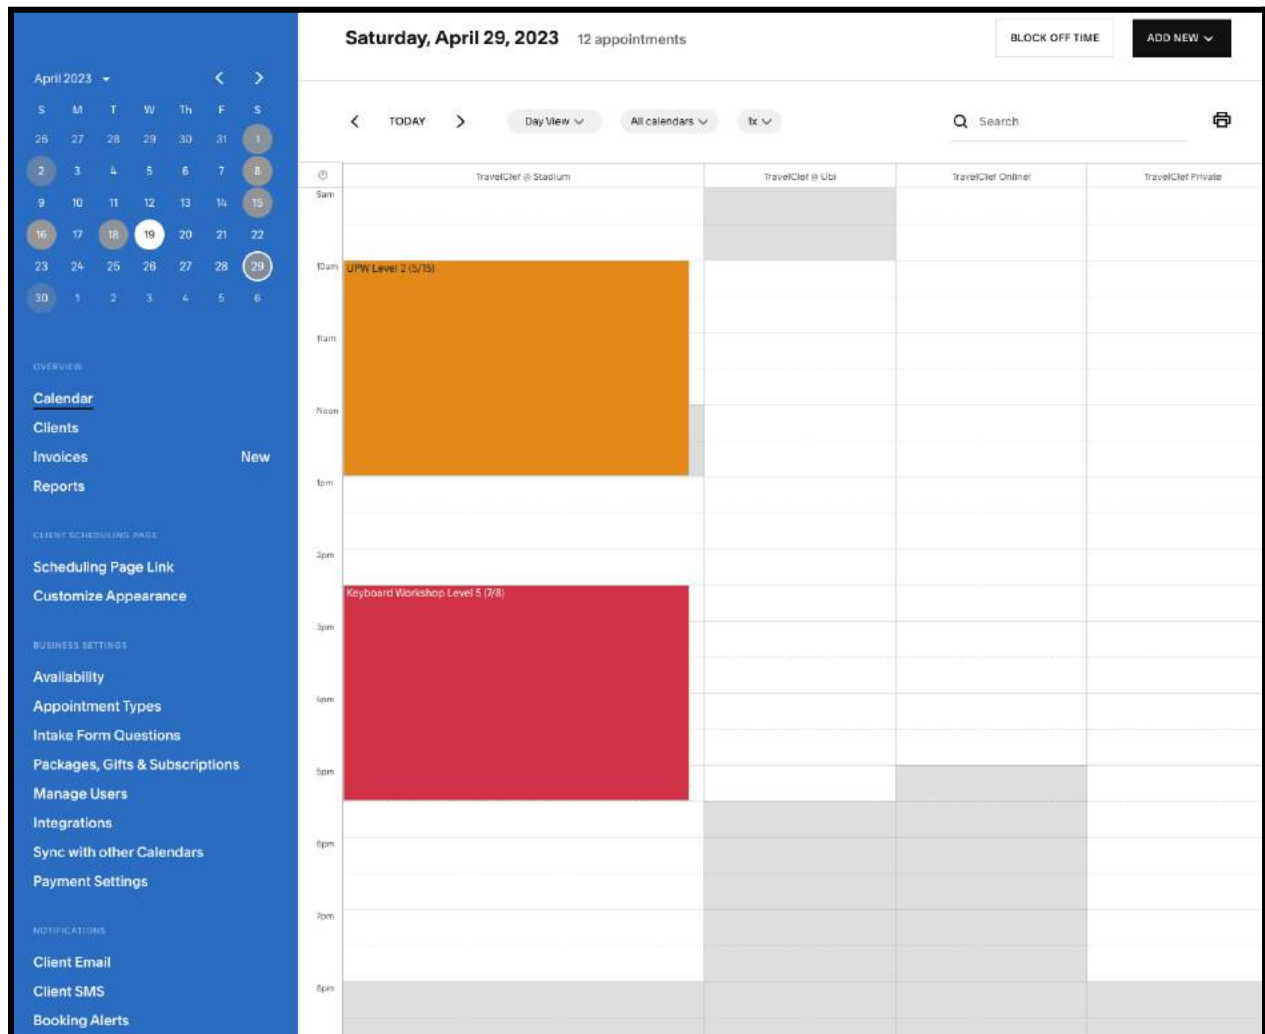 April 2023
S M T W Th F S
26 27 28 29 30 31 1
2 3 4 5 6 7 8
9 10 11 12 13 14 15
16 17 18 19 20 21 22
23 24 25 26 27 28 29
30 1 2 3 4 5 6
OVERVIEW
Calendar
Clients
Invoices New
Reports
CLIENT SCHEDULING PAGE
Scheduling Page Link
Customize Appearance
BUSINESS SETTINGS
Availability
Appointment Types
Intake Form Questions
Packages, Gifts & Subscriptions
Manage Users
Integrations
Sync with other Calendars
Payment Settings
NOTIFICATIONS
Client Email
Client SMS
Booking Alerts
Saturday, April 29, 2023 12 appointments
BLOCK OFF TIME
ADD NEW
TODAY
Day View
All calendars
1x
Search
TravelClef @ Stadium
TravelClef @ Ubi
TravelClef Online!
TravelClef Private
9am
10am
UPW Level 2 (5/15)
11am
Noon
1pm
2pm
Keyboard Workshop Level 5 (7/8)
3pm
4pm
5pm
6pm
7pm
8pm